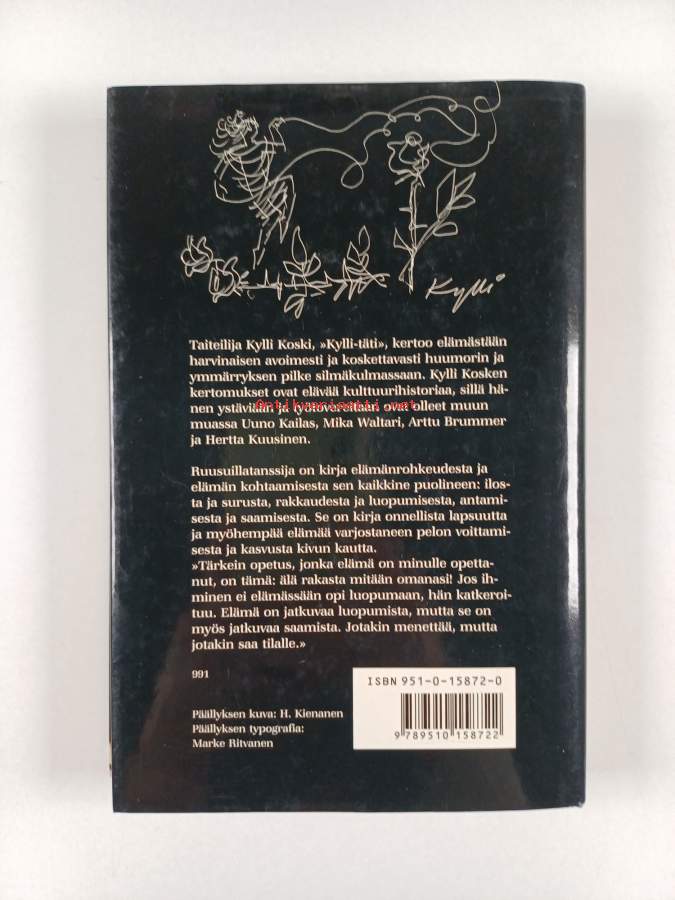 Kylli
Taiteilija Kylli Koski, »Kylli-täti», kertoo elämästään
harvinaisen avoimesti ja koskettavasti huumorin ja
ymmärryksen pilke silmäkulmassaan. Kylli Kosken
kertomukset ovat elävää kulttuurihistoriaa, sillä hä-
nen ystäviään ja työtovereitaan ovat olleet muun
Antikvariaatti.net
muassa Uuno Kailas, Mika Waltari, Arttu Brummer
ja Hertta Kuusinen.
Ruusuillatanssija on kirja elämänrohkeudesta ja
elämän kohtaamisesta sen kaikkine puolineen: ilos-
ta ja surusta, rakkaudesta ja luopumisesta, antami-
sesta ja saamisesta. Se on kirja onnellista lapsuutta
ja myöhempää elämää varjostaneen pelon voittami-
sesta ja kasvusta kivun kautta.
»Tärkein opetus, jonka elämä on minulle opetta-
nut, on tämä: älä rakasta mitään omanasi! Jos ih-
minen ei elämässään opi luopumaan, hän katkeroi-
tuu. Elämä on jatkuvaa luopumista, mutta se on
myös jatkuvaa saamista. Jotakin menettää, mutta
jotakin saa tilalle.»
991
ISBN 951-0-15872-0
Päällyksen kuva: H. Kienanen
Päällyksen typografia:
Marke Ritvanen
9 789510 158722